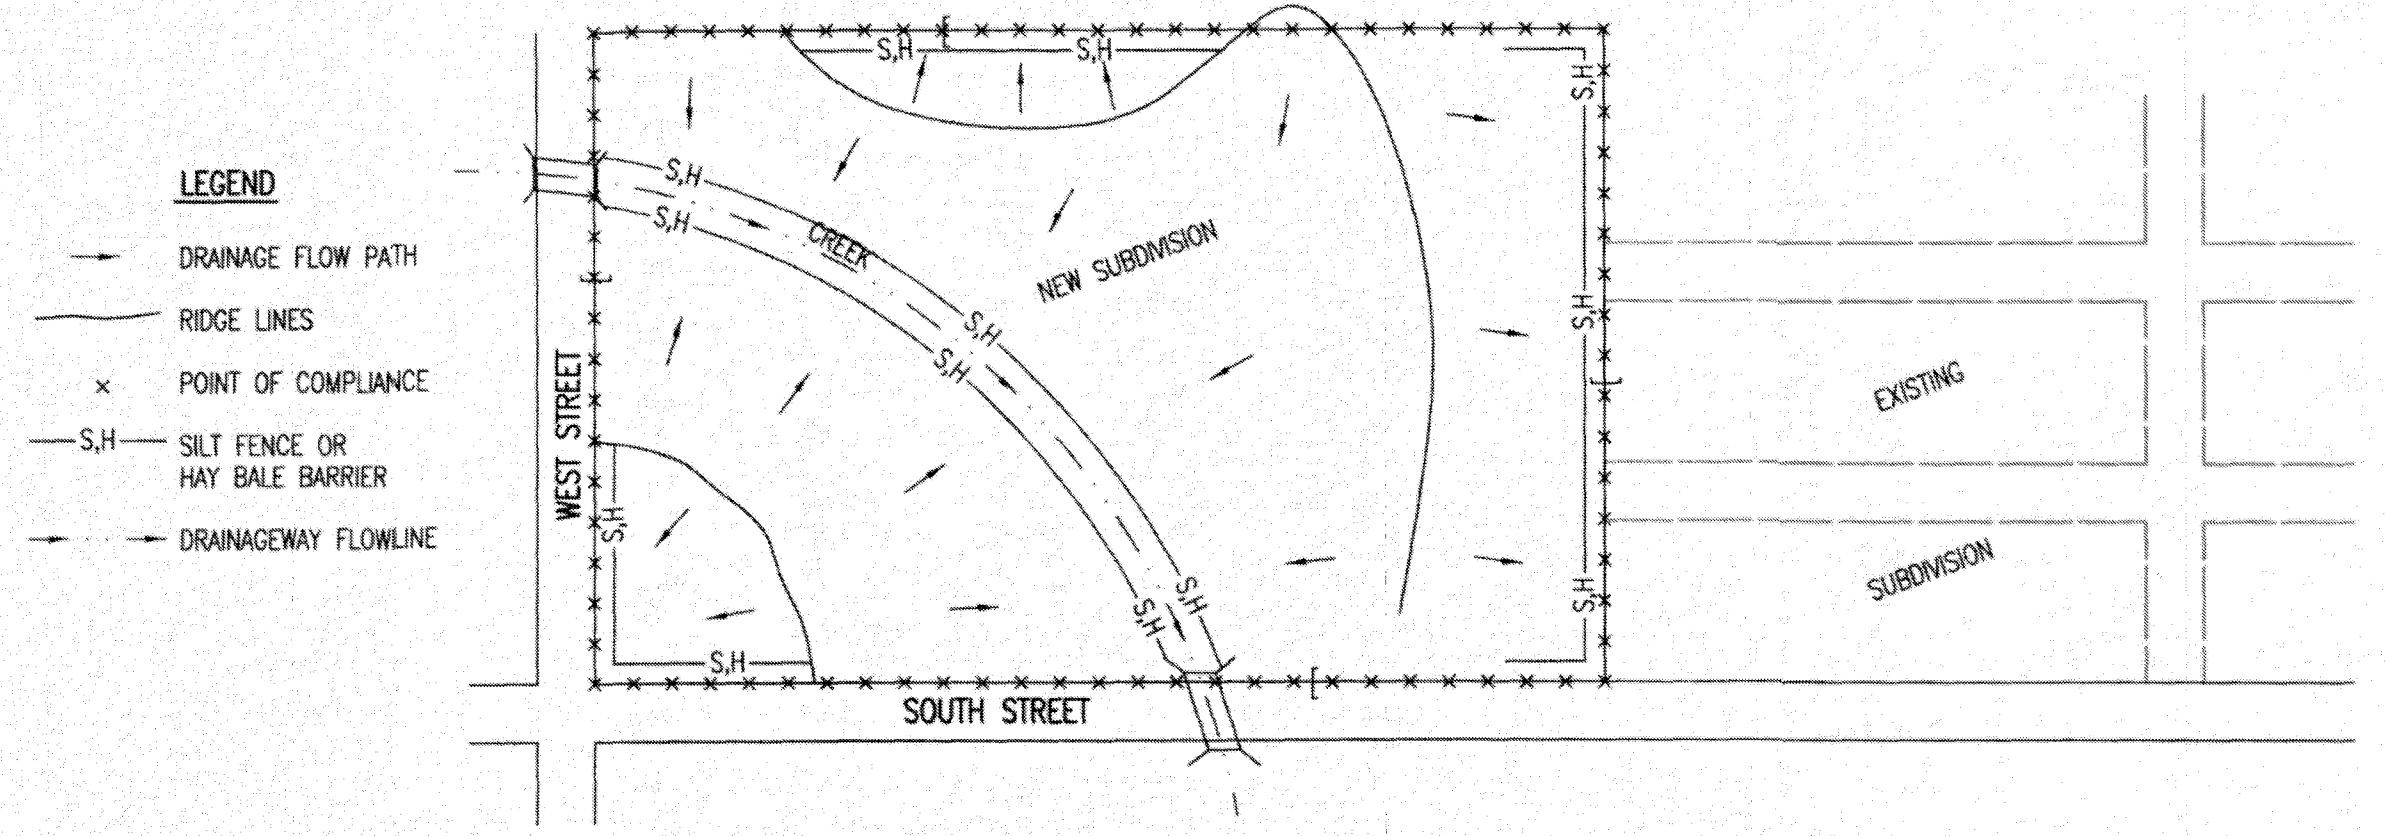 LEGEND
DRAINAGE FLOW PATH
RIDGE LINES
× POINT OF COMPLIANCE
S,H SILT FENCE OR
HAY BALE BARRIER
DRAINAGEWAY FLOWLINE
S,H
S,H
S,H
S,H
S,H
S,H
S,H
S,H
S,H
S,H
S,H
S,H
S,H
CREEK
NEW SUBDIVISION
WEST STREET
SOUTH STREET
EXISTING
SUBDIVISION